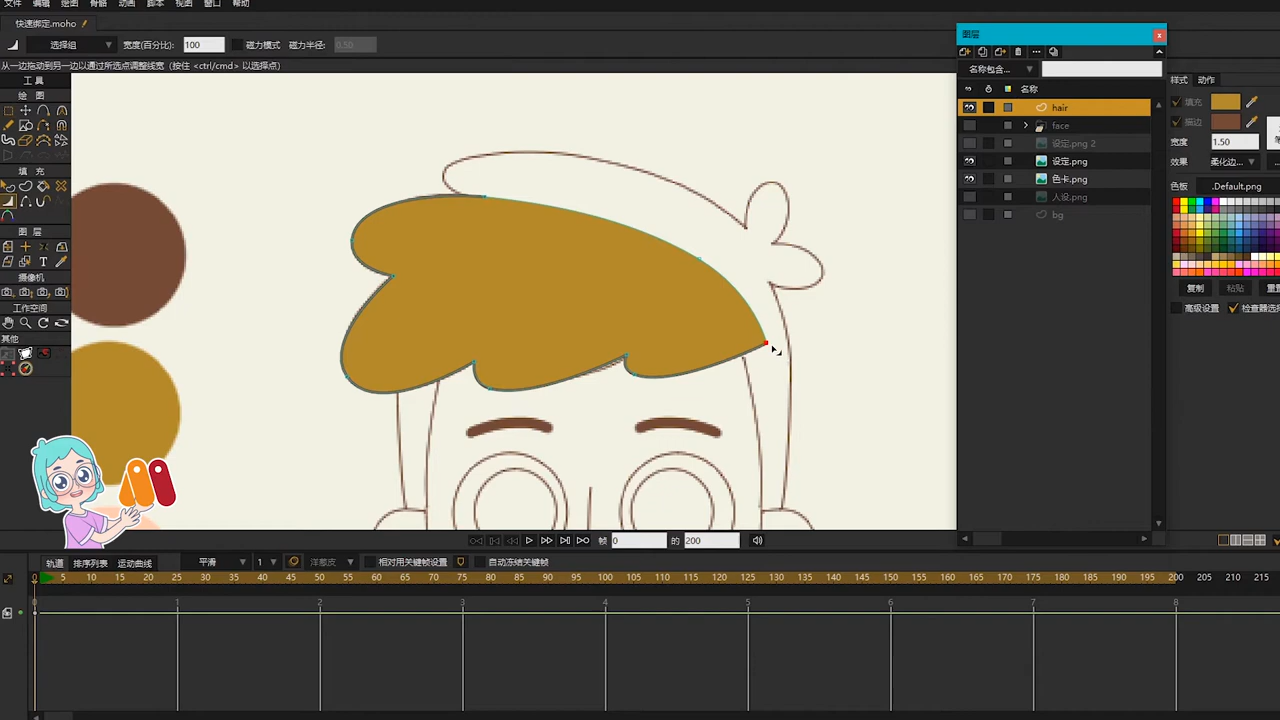 文件 编辑 绘图 骨骼 动画 脚本 视图 窗口 帮助
快速绑定.moho
选择组 宽度(百分比): 100 磁力模式 磁力半径: 0.50
从一边拖动到另一边以通过所选点调整线宽 (按住 <ctrl/cmd> 以选择点)
工具
绘 图
填 充
图 层
摄像机
工作空间
其他
图层
名称包含...
名称
hair
face
设定.png 2
设定.png
色卡.png
人设.png
bg
样式 动作
填充
描边
宽度 1.50
效果 柔化边...
色板 .Default.png
复制 粘贴 重置
高级设置 检查器选
帧 0 的 200
轨道 排序列表 运动曲线 平滑 1 洋葱皮 相对用关键帧设置 自动冻结关键帧
0 5 10 15 20 25 30 35 40 45 50 55 60 65 70 75 80 85 90 95 100 105 110 115 120 125 130 135 140 145 150 155 160 165 170 175 180 185 190 195 200 205 210 215
0 1 2 3 4 5 6 7 8